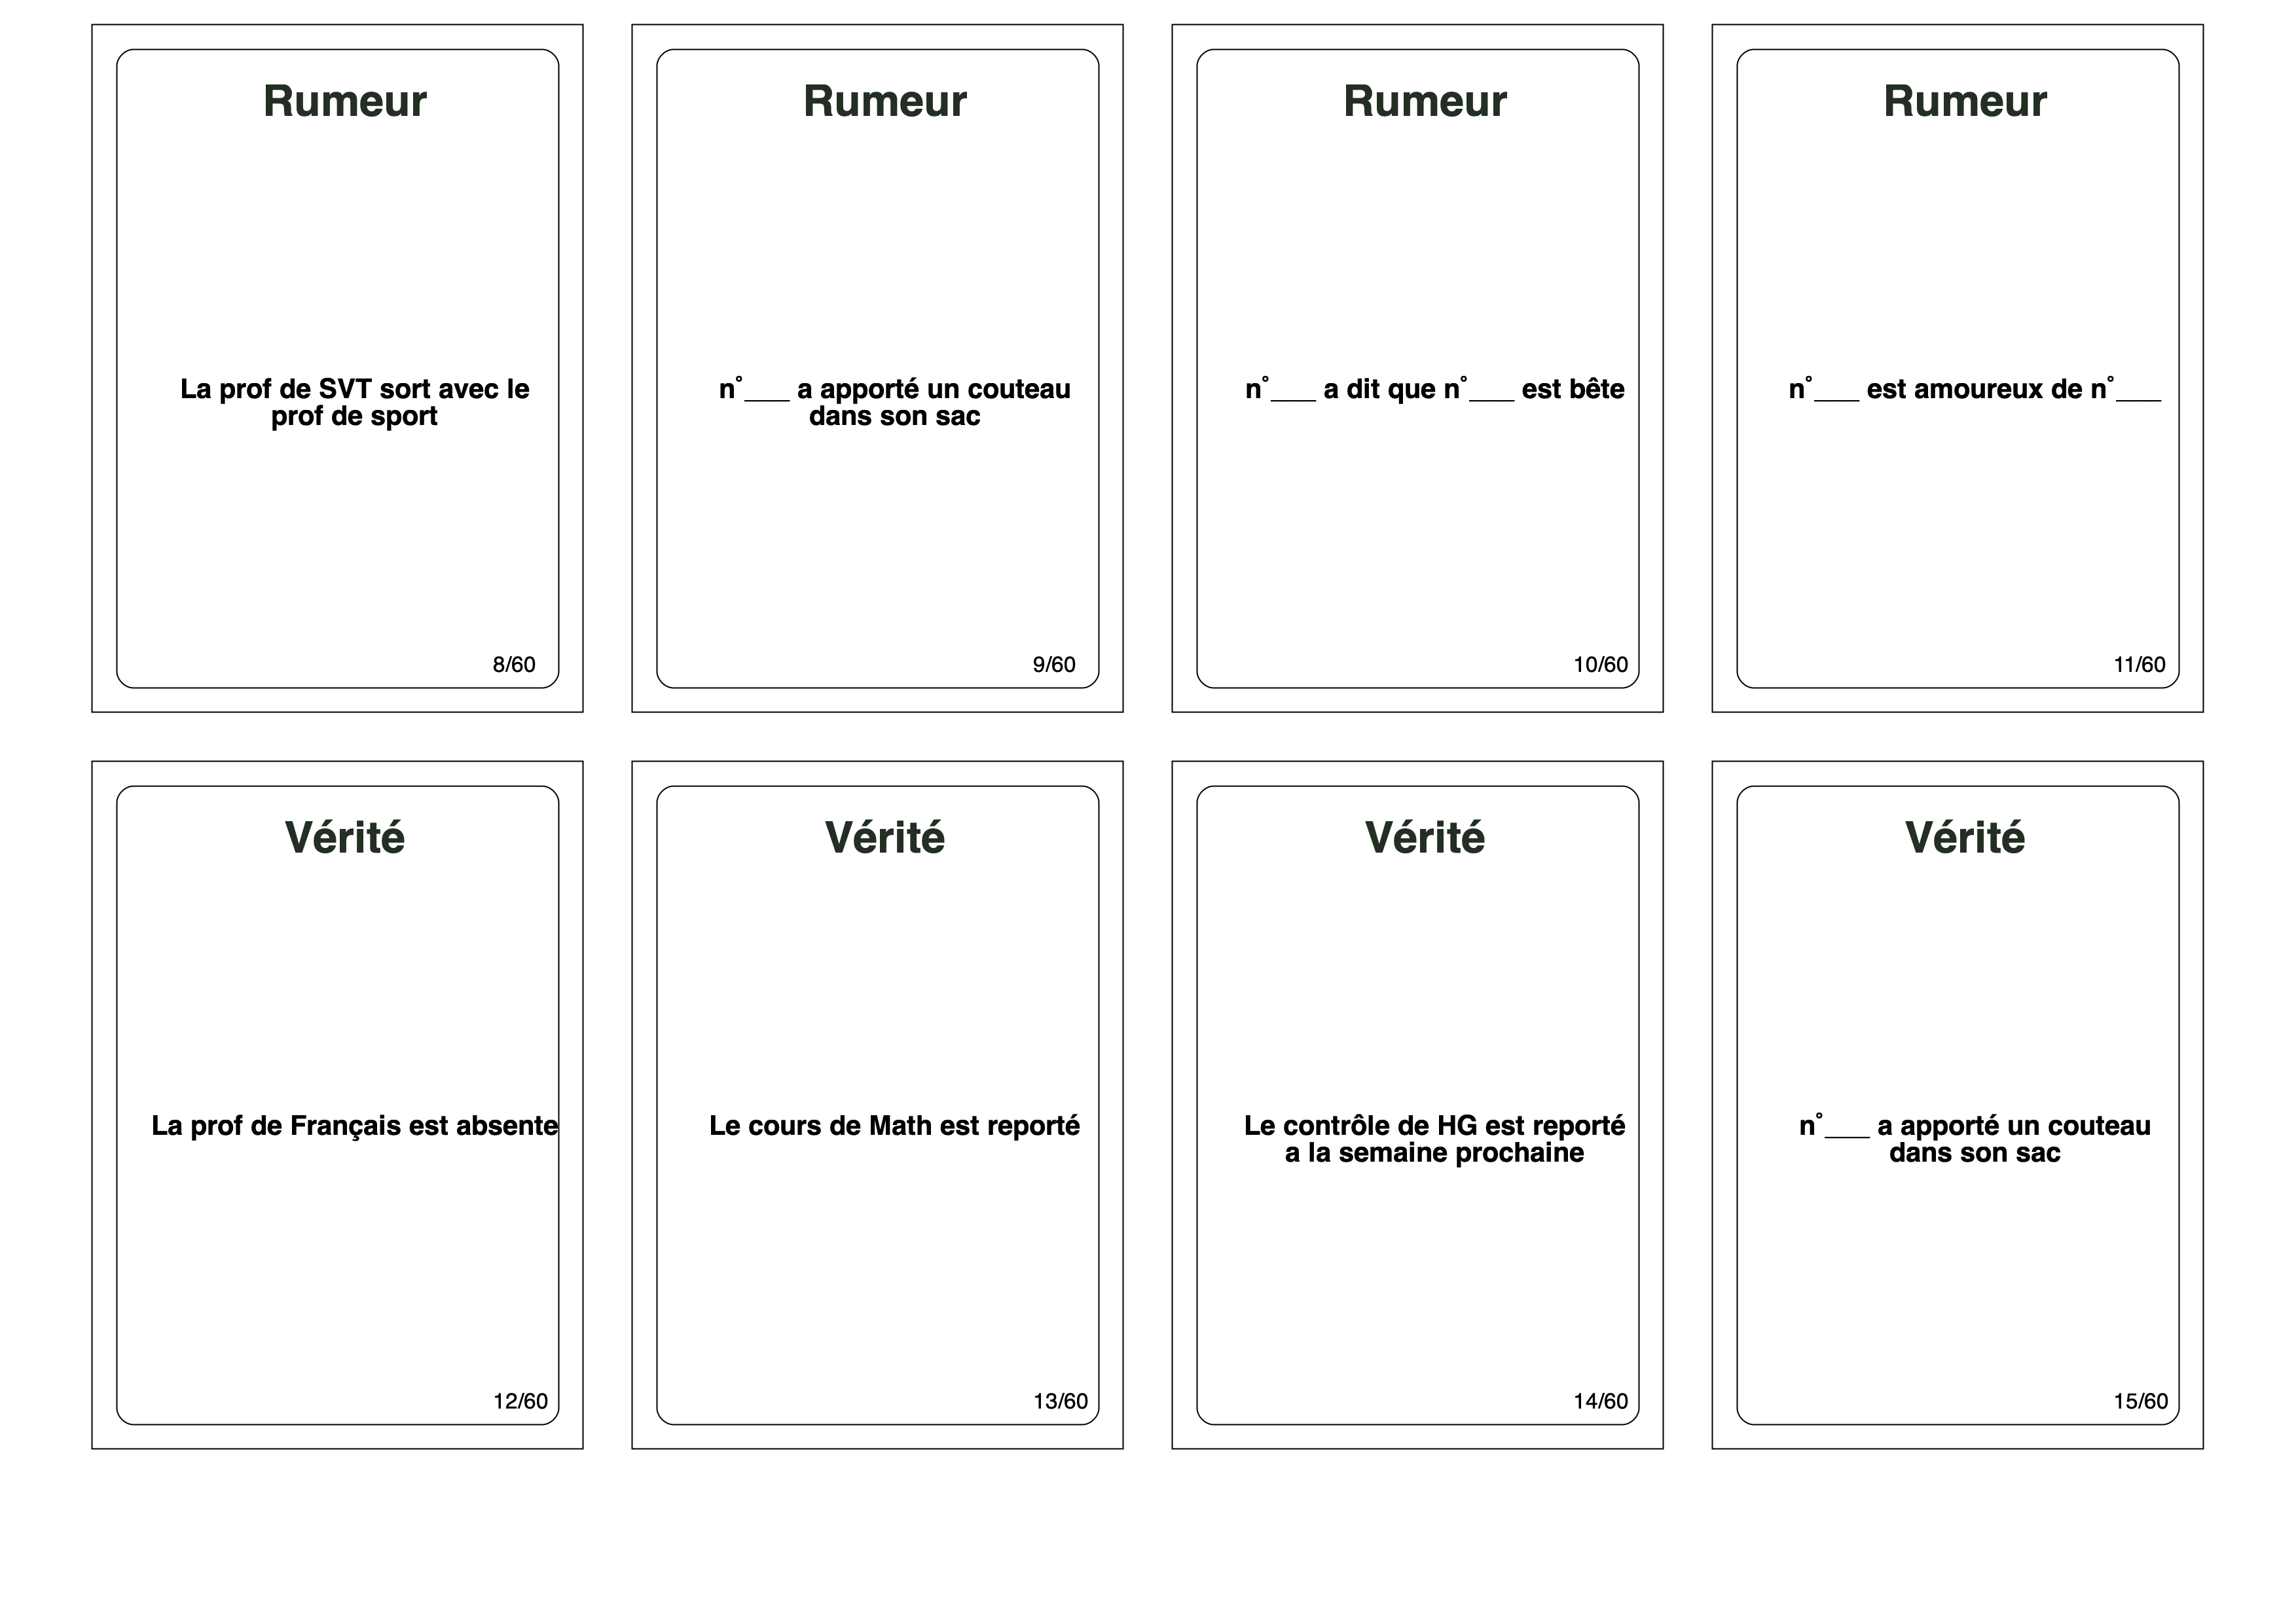 Rumeur
La prof de SVT sort avec le
prof de sport
8/60
Rumeur
n°___ a apporté un couteau
dans son sac
9/60
Rumeur
n°___ a dit que n°___ est bête
10/60
Rumeur
n°___ est amoureux de n°___
11/60
Vérité
La prof de Français est absente
12/60
Vérité
Le cours de Math est reporté
13/60
Vérité
Le contrôle de HG est reporté
a la semaine prochaine
14/60
Vérité
n°___ a apporté un couteau
dans son sac
15/60